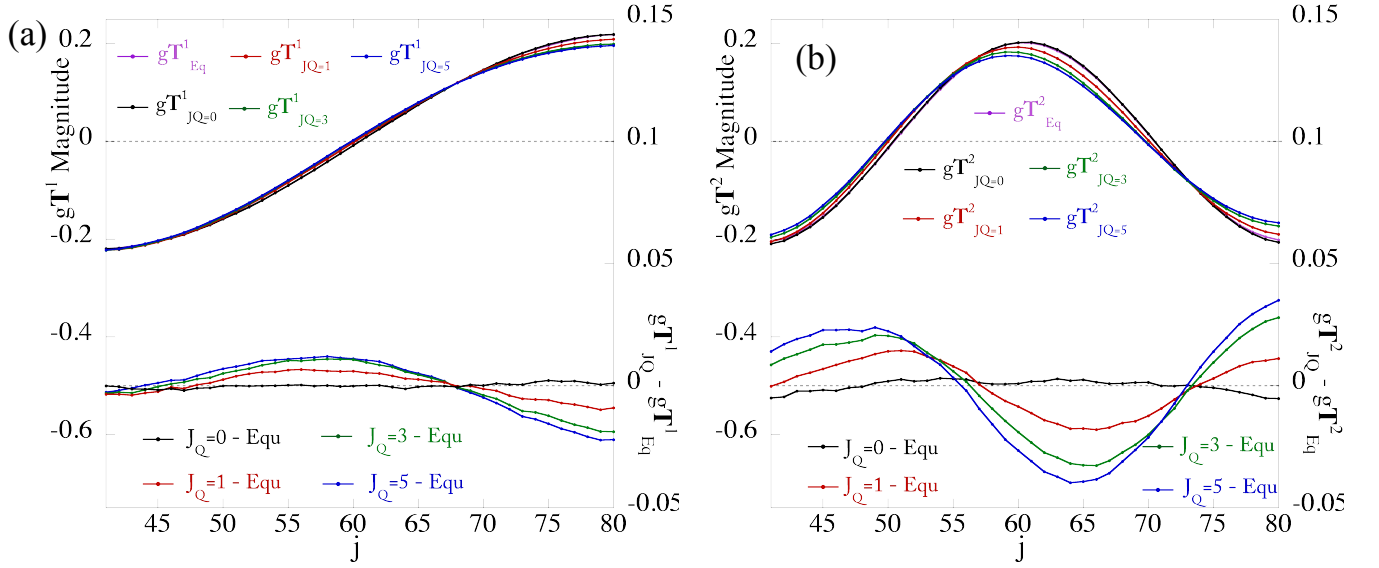 (a)
gT¹ Magnitude
0.2
0
-0.2
-0.4
-0.6
gT¹Eq
gT¹JQ=1
gT¹JQ=5
gT¹JQ=0
gT¹JQ=3
0.15
0.1
0.05
0
-0.05
gT¹JQ - gT¹Eq
JQ=0 - Equ
JQ=3 - Equ
JQ=1 - Equ
JQ=5 - Equ
45 50 55 60 65 70 75 80
j
(b)
gT² Magnitude
0.2
0
-0.2
-0.4
-0.6
gT²Eq
gT²JQ=0
gT²JQ=3
gT²JQ=1
gT²JQ=5
0.15
0.1
0.05
0
-0.05
gT²JQ - gT²Eq
JQ=0 - Equ
JQ=3 - Equ
JQ=1 - Equ
JQ=5 - Equ
45 50 55 60 65 70 75 80
j